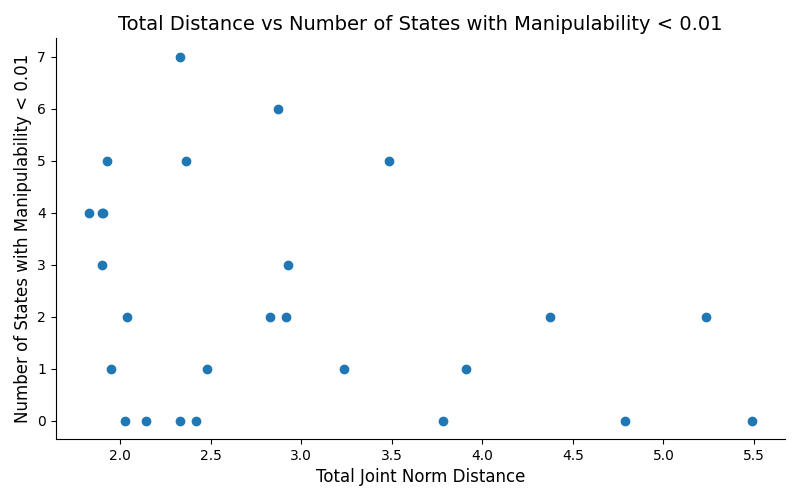 Total Distance vs Number of States with Manipulability < 0.01
Number of States with Manipulability < 0.01
7
6
5
4
3
2
1
0
2.0 2.5 3.0 3.5 4.0 4.5 5.0 5.5
Total Joint Norm Distance